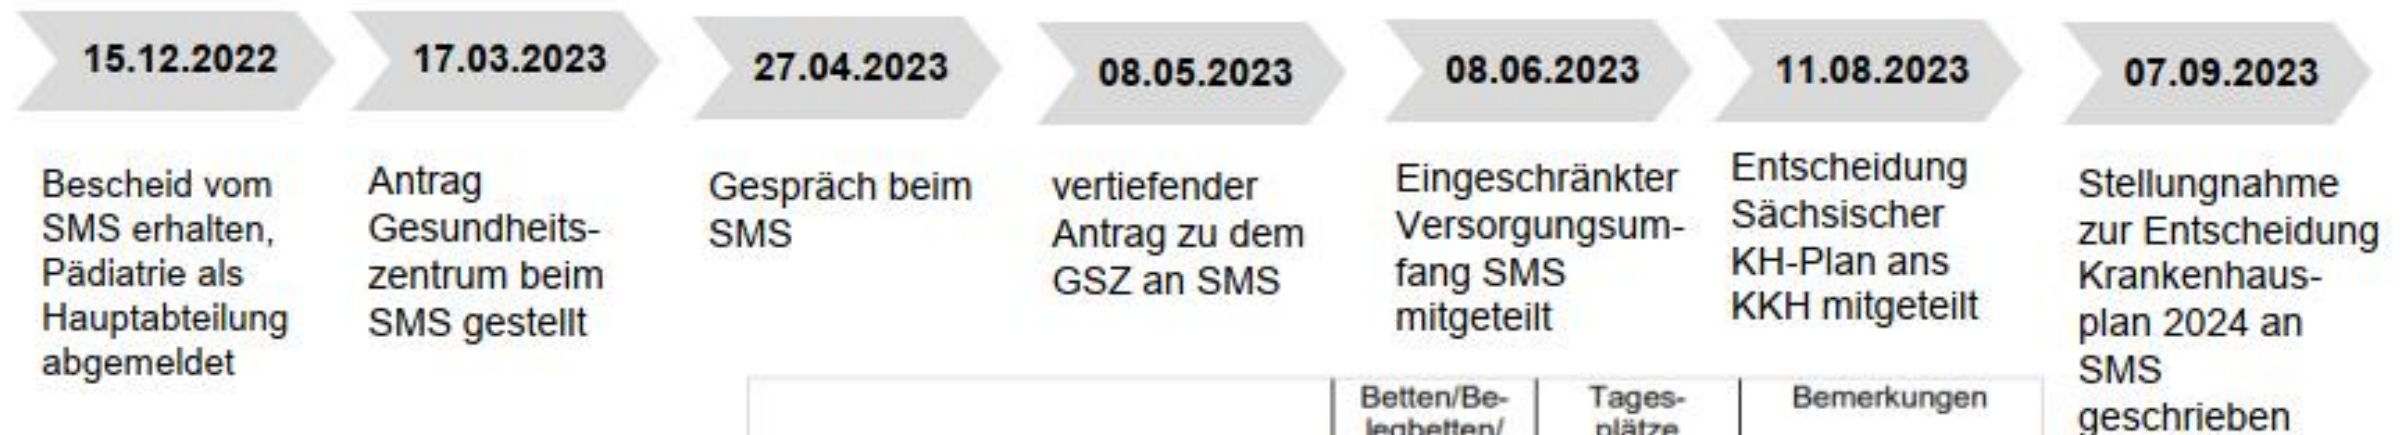 15.12.2022
Bescheid vom
SMS erhalten,
Pädiatrie als
Hauptabteilung
abgemeldet
17.03.2023
Antrag
Gesundheits-
zentrum beim
SMS gestellt
27.04.2023
Gespräch beim
SMS
08.05.2023
vertiefender
Antrag zu dem
GSZ an SMS
08.06.2023
Eingeschränkter
Versorgungsum-
fang SMS
mitgeteilt
11.08.2023
Entscheidung
Sächsischer
KH-Plan ans
KKH mitgeteilt
07.09.2023
Stellungnahme
zur Entscheidung
Krankenhaus-
plan 2024 an
SMS
geschrieben
Betten/Be-
legbetten/
Tages-
plätze
Bemerkungen